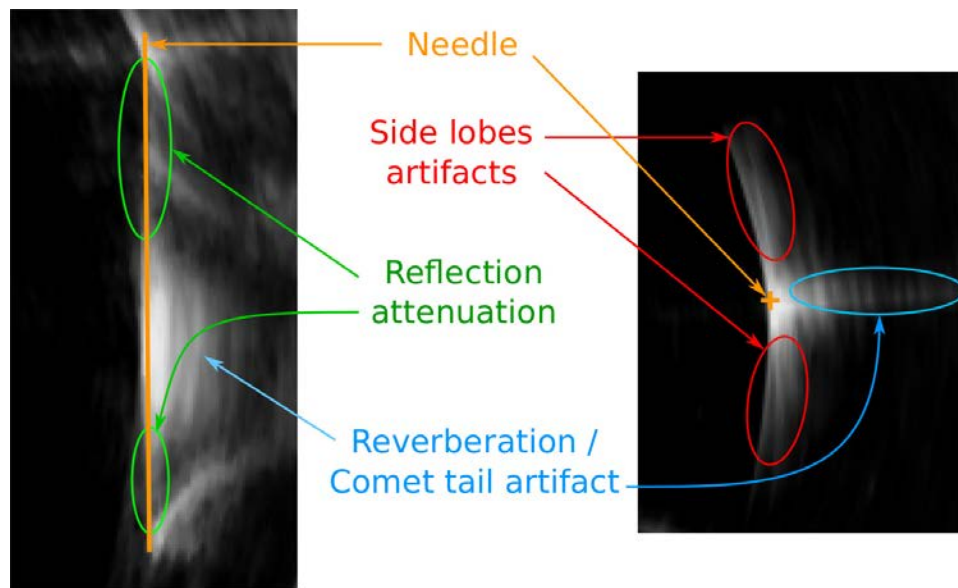 Needle
Side lobes
artifacts
Reflection
attenuation
Reverberation /
Comet tail artifact